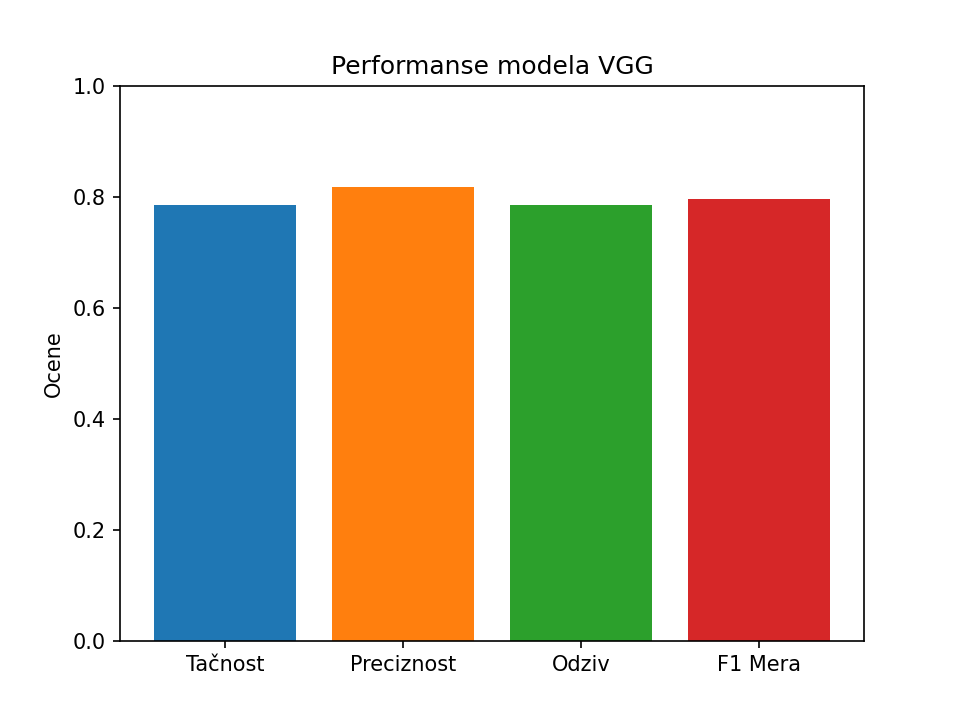 Performanse modela VGG
Ocene
1.0
0.8
0.6
0.4
0.2
0.0
Tačnost
Preciznost
Odziv
F1 Mera